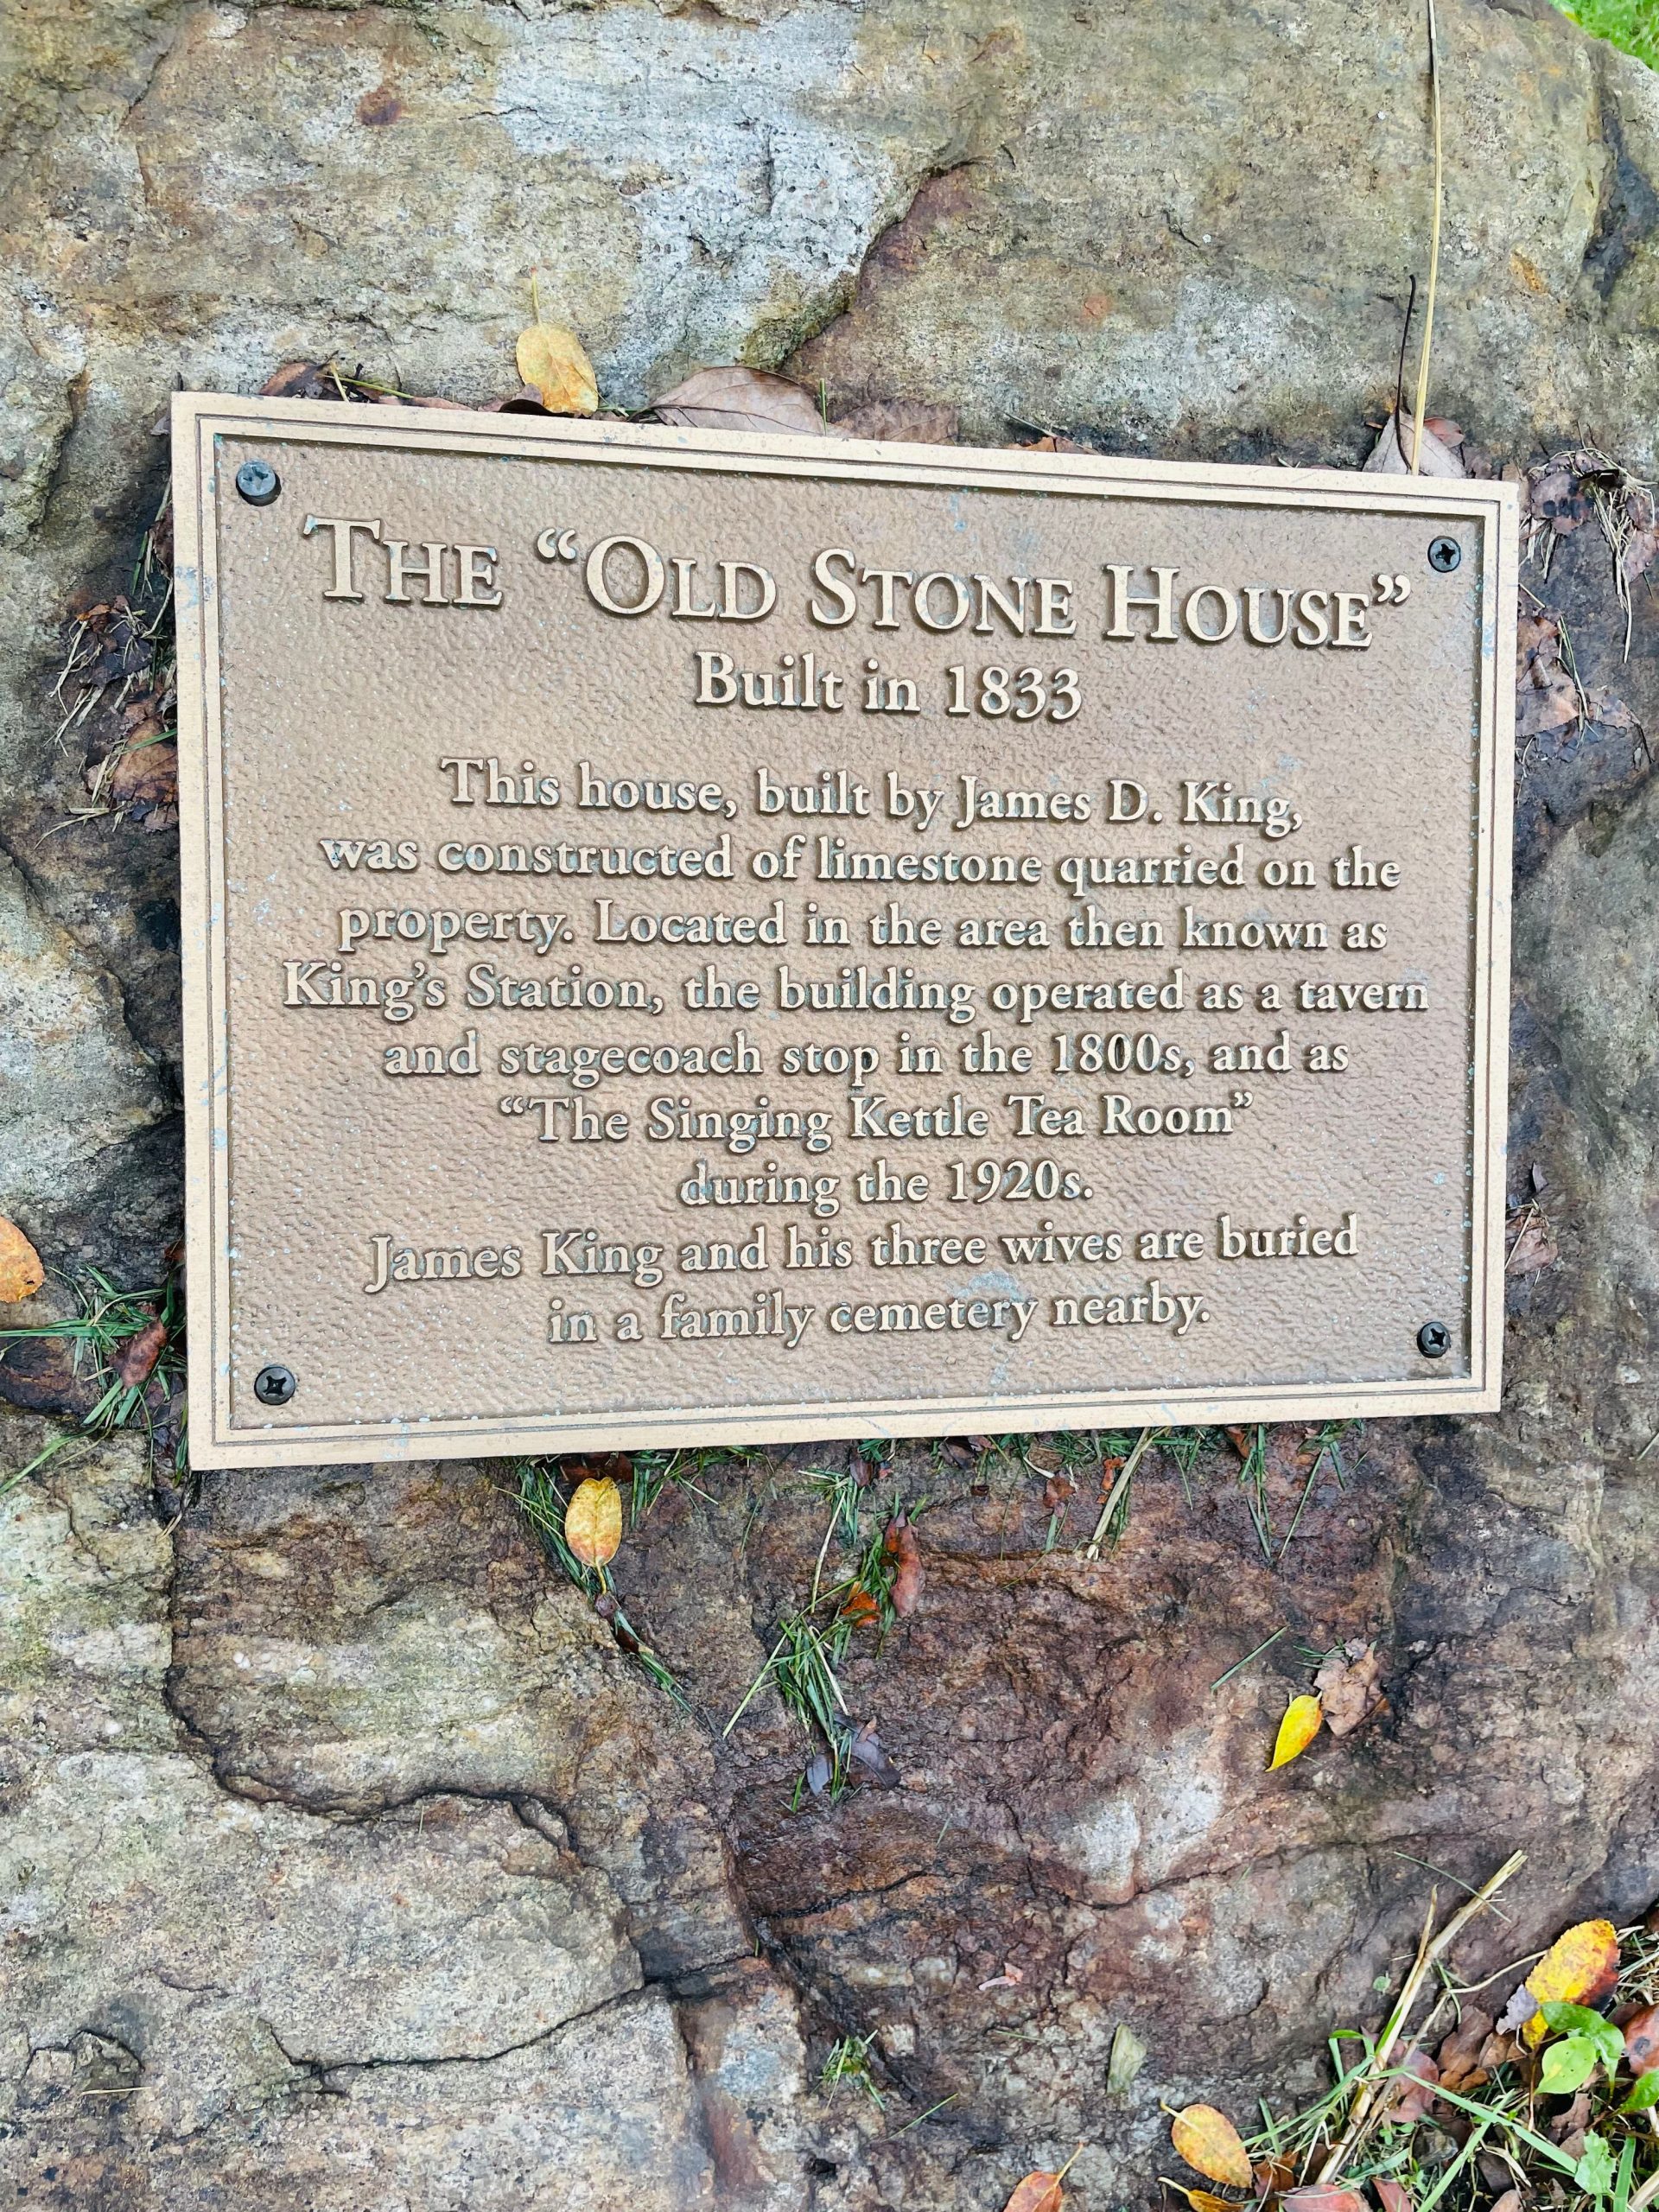 THE “OLD STONE HOUSE”
Built in 1833
This house, built by James D. King,
was constructed of limestone quarried on the
property. Located in the area then known as
King’s Station, the building operated as a tavern
and stagecoach stop in the 1800s, and as
“The Singing Kettle Tea Room”
during the 1920s.
James King and his three wives are buried
in a family cemetery nearby.